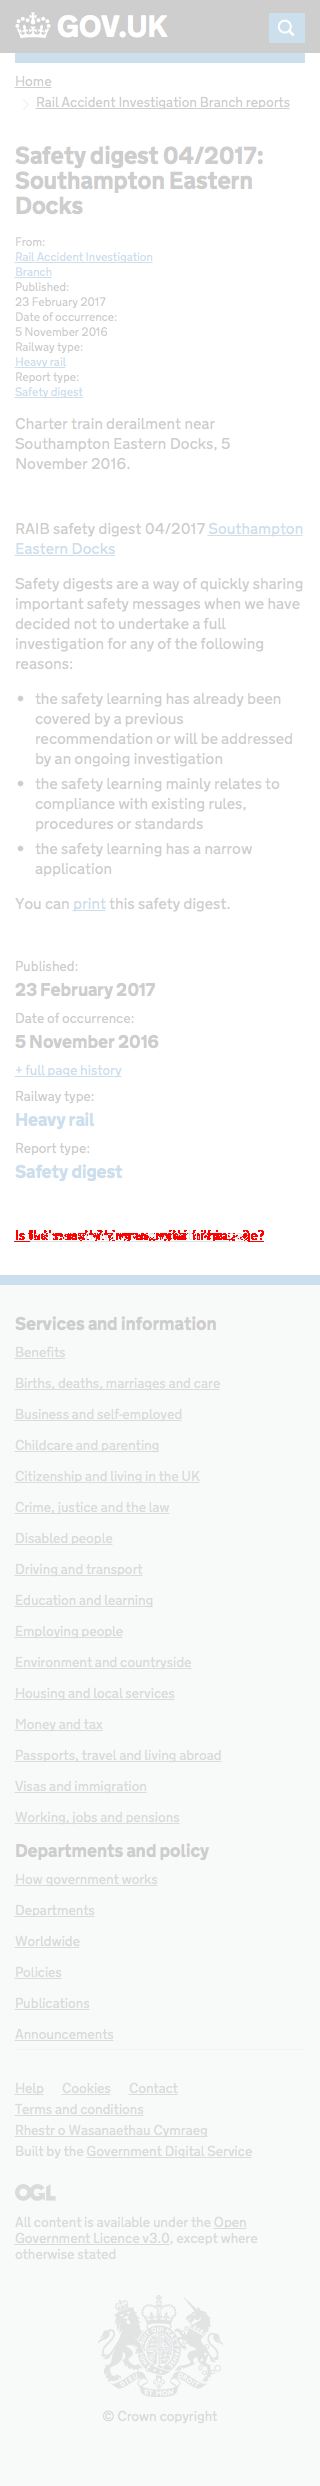 GOV.UK
Home
Rail Accident Investigation Branch reports
Safety digest 04/2017:
Southampton Eastern
Docks
From:
Rail Accident Investigation
Branch
Published:
23 February 2017
Date of occurrence:
5 November 2016
Railway type:
Heavy rail
Report type:
Safety digest
Charter train derailment near
Southampton Eastern Docks, 5
November 2016.
RAIB safety digest 04/2017 Southampton
Eastern Docks
Safety digests are a way of quickly sharing
important safety messages when we have
decided not to undertake a full
investigation for any of the following
reasons:
• the safety learning has already been
covered by a previous
recommendation or will be addressed
by an ongoing investigation
• the safety learning mainly relates to
compliance with existing rules,
procedures or standards
• the safety learning has a narrow
application
You can print this safety digest.
Published:
23 February 2017
Date of occurrence:
5 November 2016
+ full page history
Railway type:
Heavy rail
Report type:
Safety digest
Is
Services and information
Benefits
Births, deaths, marriages and care
Business and self-employed
Childcare and parenting
Citizenship and living in the UK
Crime, justice and the law
Disabled people
Driving and transport
Education and learning
Employing people
Environment and countryside
Housing and local services
Money and tax
Passports, travel and living abroad
Visas and immigration
Working, jobs and pensions
Departments and policy
How government works
Departments
Worldwide
Policies
Publications
Announcements
Help Cookies Contact
Terms and conditions
Rhestr o Wasanaethau Cymraeg
Built by the Government Digital Service
OGL
All content is available under the Open
Government Licence v3.0, except where
otherwise stated
© Crown copyright